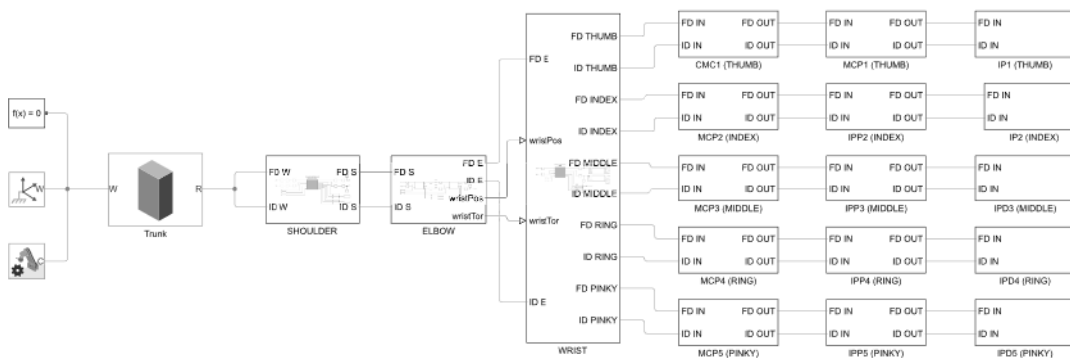 f(x) = 0
W
C
W
R
Trunk
FD W
FD S
ID W
ID S
SHOULDER
FD S
FD E
ID S
ID E
wristPos
wristTor
ELBOW
FD E
wristPos
wristTor
ID E
FD THUMB
ID THUMB
FD INDEX
ID INDEX
FD MIDDLE
ID MIDDLE
FD RING
ID RING
FD PINKY
ID PINKY
WRIST
FD IN FD OUT
ID IN ID OUT
CMC1 (THUMB)
FD IN FD OUT
ID IN ID OUT
MCP1 (THUMB)
FD IN
ID IN
IP1 (THUMB)
FD IN FD OUT
ID IN ID OUT
MCP2 (INDEX)
FD IN FD OUT
ID IN ID OUT
IPP2 (INDEX)
FD IN
ID IN
IP2 (INDEX)
FD IN FD OUT
ID IN ID OUT
MCP3 (MIDDLE)
FD IN FD OUT
ID IN ID OUT
IPP3 (MIDDLE)
FD IN
ID IN
IPD3 (MIDDLE)
FD IN FD OUT
ID IN ID OUT
MCP4 (RING)
FD IN FD OUT
ID IN ID OUT
IPP4 (RING)
FD IN
ID IN
IPD4 (RING)
FD IN FD OUT
ID IN ID OUT
MCP5 (PINKY)
FD IN FD OUT
ID IN ID OUT
IPP5 (PINKY)
FD IN
ID IN
IPD5 (PINKY)